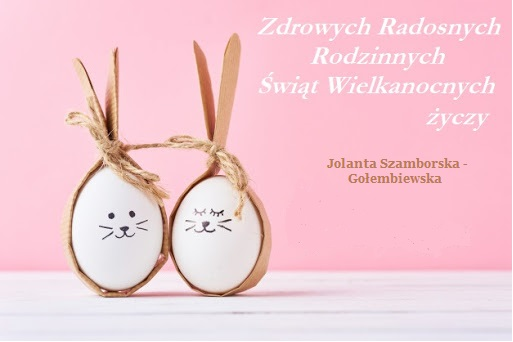 Zdrowych Radosnych
Rodzinnych
Świąt Wielkanocnych
życzy
Jolanta Szamborska -
Gołembiewska